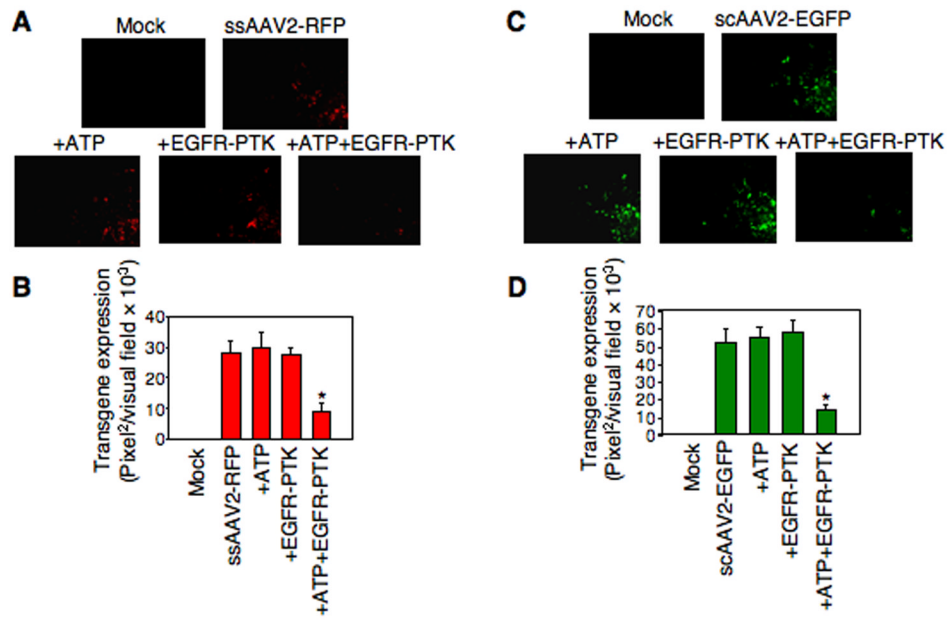 A
Mock
ssAAV2-RFP
+ATP
+EGFR-PTK
+ATP+EGFR-PTK
B
Transgene expression
(Pixel²/visual field × 10³)
40
30
20
10
0
*
Mock
ssAAV2-RFP
+ATP
+EGFR-PTK
+ATP+EGFR-PTK
C
Mock
scAAV2-EGFP
+ATP
+EGFR-PTK
+ATP+EGFR-PTK
D
Transgene expression
(Pixel²/visual field × 10³)
70
60
50
40
30
20
10
0
*
Mock
scAAV2-EGFP
+ATP
+EGFR-PTK
+ATP+EGFR-PTK